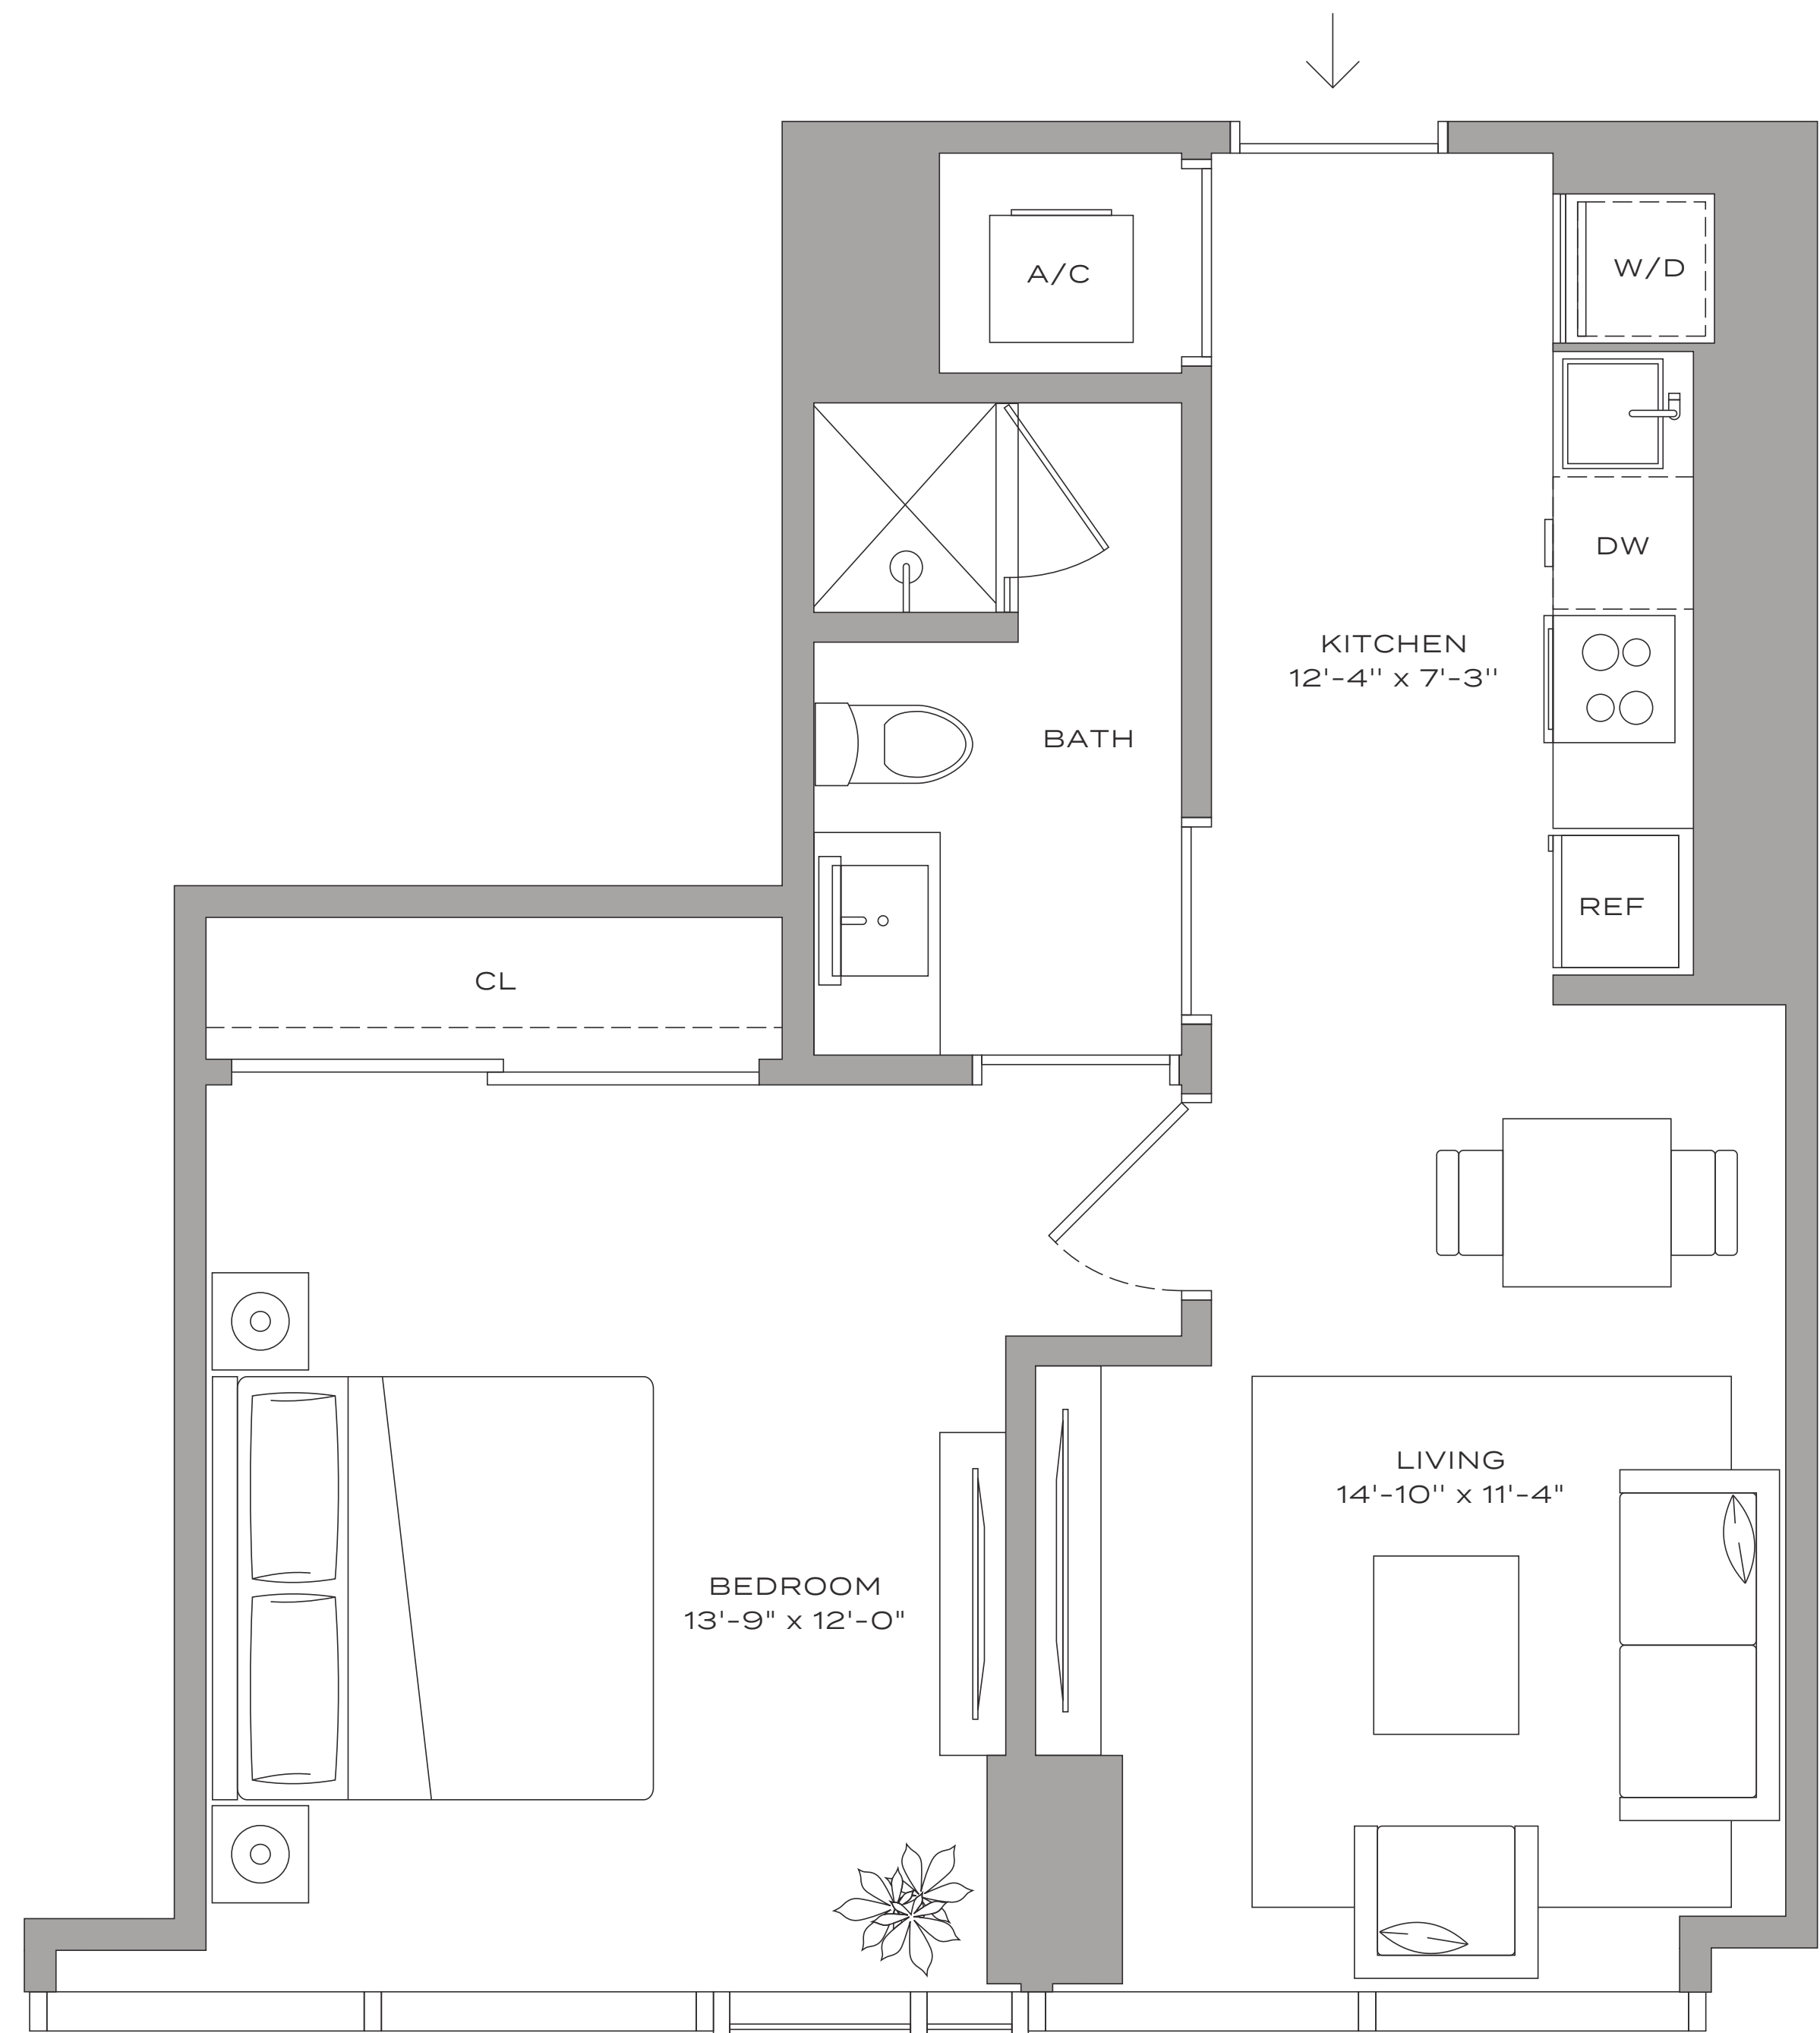 A/C
W/D
DW
KITCHEN
12'-4" x 7'-3"
BATH
REF
CL
LIVING
14'-10" x 11'-4"
BEDROOM
13'-9" x 12'-0"